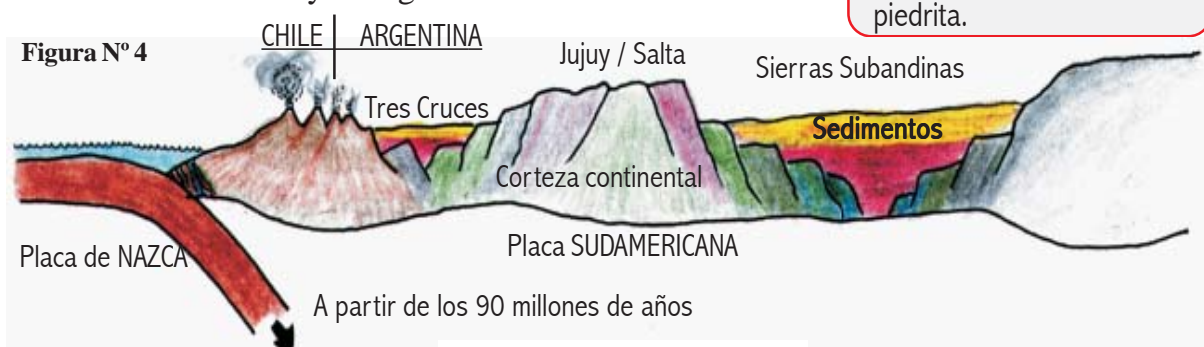 piedrita.
Figura Nº 4
CHILE ARGENTINA
Jujuy / Salta
Sierras Subandinas
Tres Cruces
Sedimentos
Corteza continental
Placa de NAZCA
Placa SUDAMERICANA
A partir de los 90 millones de años